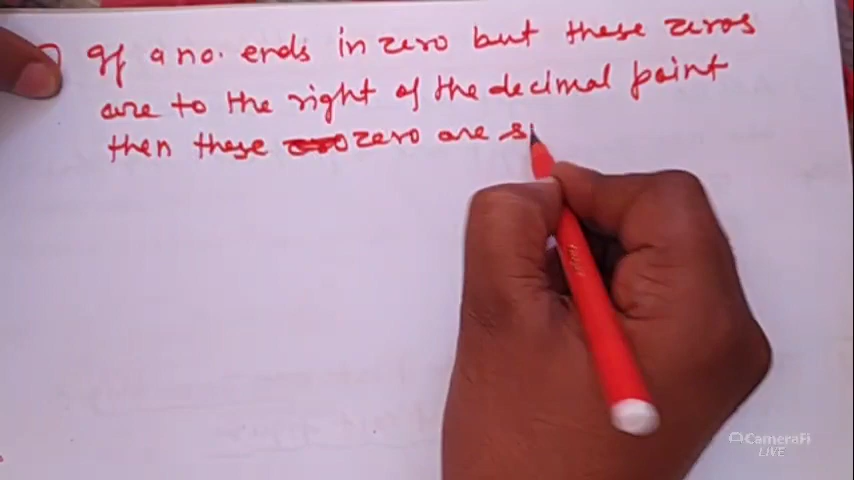 If a no. ends in zero but these zeros
are to the right of the decimal point
then these zero are s
CameraFi
LIVE